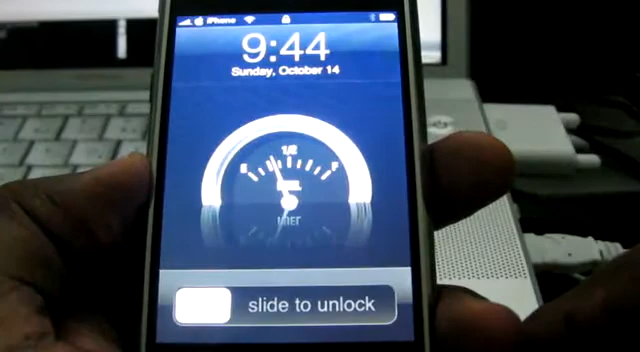 iPhone
9:44
Sunday, October 14
1/2
slide to unlock